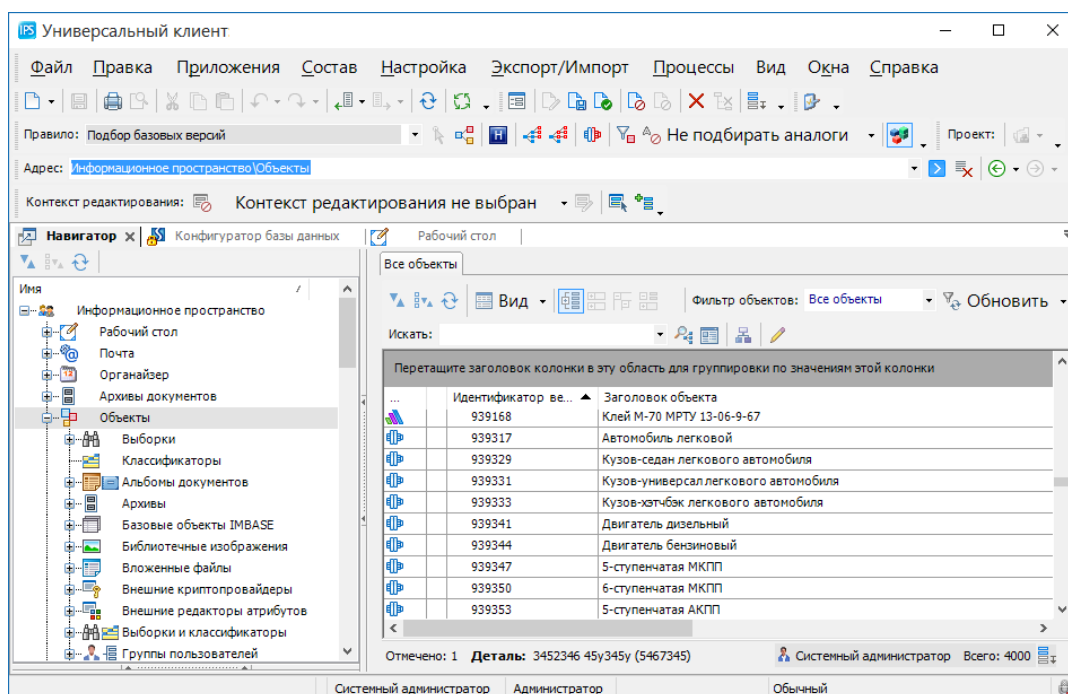 IPS Универсальный клиент
Файл Правка Приложения Состав Настройка Экспорт/Импорт Процессы Вид Окна Справка
Правило: Подбор базовых версий H Не подбирать аналоги Проект:
Адрес: Информационное пространство\Объекты
Контекст редактирования: Контекст редактирования не выбран
Навигатор Конфигуратор базы данных Рабочий стол
Все объекты
Имя /
Информационное пространство
Рабочий стол
Почта
Органайзер
Архивы документов
Объекты
Выборки
Классификаторы
Альбомы документов
Архивы
Базовые объекты IMBASE
Библиотечные изображения
Вложенные файлы
Внешние криптопровайдеры
Внешние редакторы атрибутов
Выборки и классификаторы
Группы пользователей
Вид Фильтр объектов: Все объекты Обновить
Искать:
Перетащите заголовок колонки в эту область для группировки по значениям этой колонки
... Идентификатор ве... Заголовок объекта
939168 Клей М-70 МРТУ 13-06-9-67
939317 Автомобиль легковой
939329 Кузов-седан легкового автомобиля
939331 Кузов-универсал легкового автомобиля
939333 Кузов-хэтчбэк легкового автомобиля
939341 Двигатель дизельный
939344 Двигатель бензиновый
939347 5-ступенчатая МКПП
939350 6-ступенчатая МКПП
939353 5-ступенчатая АКПП
Отмечено: 1 Деталь: 3452346 45y345y (5467345) Системный администратор Всего: 4000
Системный администратор Администратор Обычный